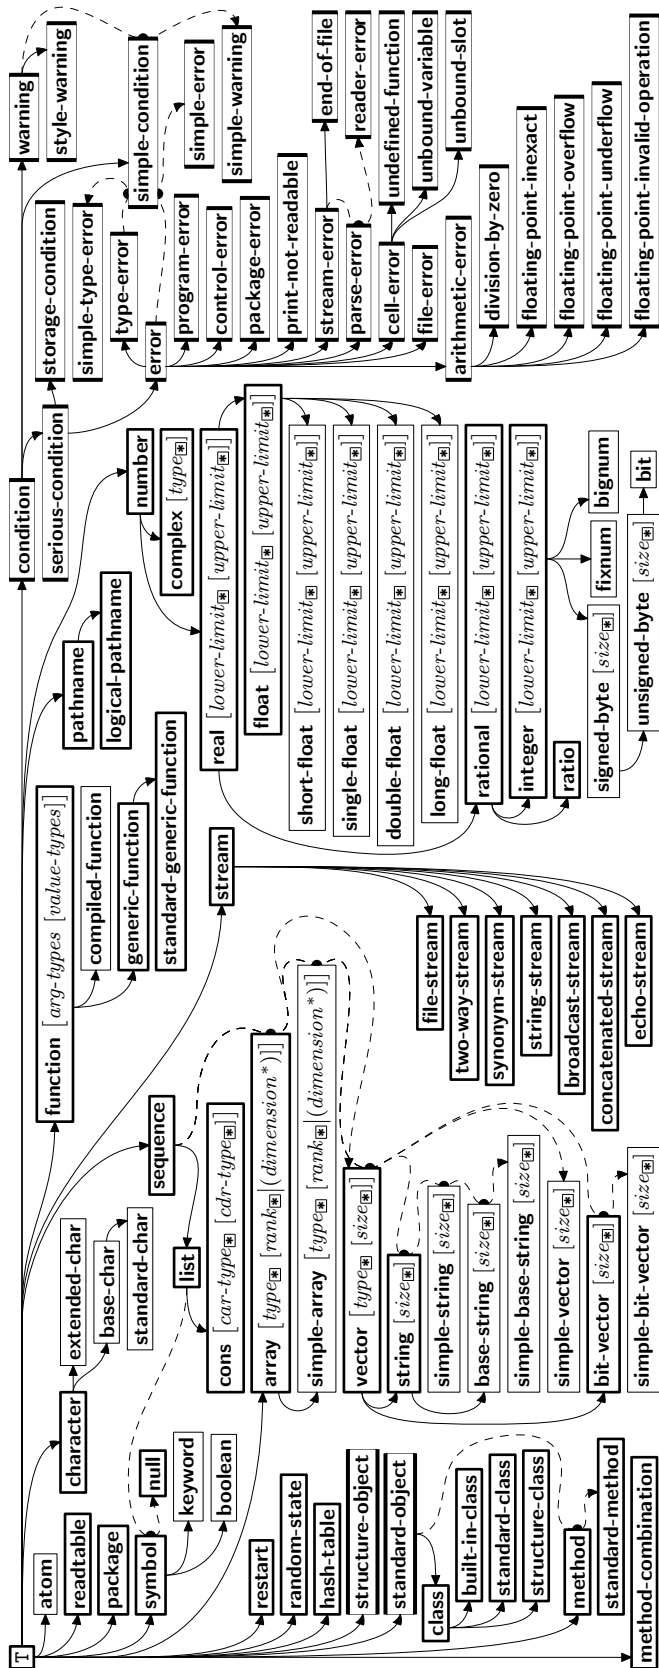 T
atom
readtable
package
symbol
null
keyword
boolean
restart
random-state
hash-table
structure-object
standard-object
class
built-in-class
standard-class
structure-class
method
standard-method
method-combination
character
extended-char
base-char
standard-char
sequence
list
cons [car-type* [car-type*]]
array [type* [rank*|(dimension*)]]
simple-array [type* [rank*|(dimension*)]]
vector [type* [size*]]
string [size*]
simple-string [size*]
base-string [size*]
simple-base-string [size*]
simple-vector [size*]
bit-vector [size*]
simple-bit-vector [size*]
function [arg-types [value-types]]
compiled-function
generic-function
standard-generic-function
stream
file-stream
two-way-stream
synonym-stream
string-stream
broadcast-stream
concatenated-stream
echo-stream
pathname
logical-pathname
number
complex [type*]
real [lower-limit* [upper-limit*]]
float [lower-limit* [upper-limit*]]
short-float [lower-limit* [upper-limit*]]
single-float [lower-limit* [upper-limit*]]
double-float [lower-limit* [upper-limit*]]
long-float [lower-limit* [upper-limit*]]
rational [lower-limit* [upper-limit*]]
integer [lower-limit* [upper-limit*]]
ratio
signed-byte [size*]
fixnum
bignum
unsigned-byte [size*]
bit
condition
serious-condition
storage-condition
simple-type-error
type-error
error
program-error
control-error
package-error
print-not-readable
stream-error
parse-error
cell-error
file-error
arithmetic-error
division-by-zero
floating-point-inexact
floating-point-overflow
floating-point-underflow
floating-point-invalid-operation
warning
style-warning
simple-condition
simple-error
simple-warning
end-of-file
reader-error
undefined-function
unbound-variable
unbound-slot